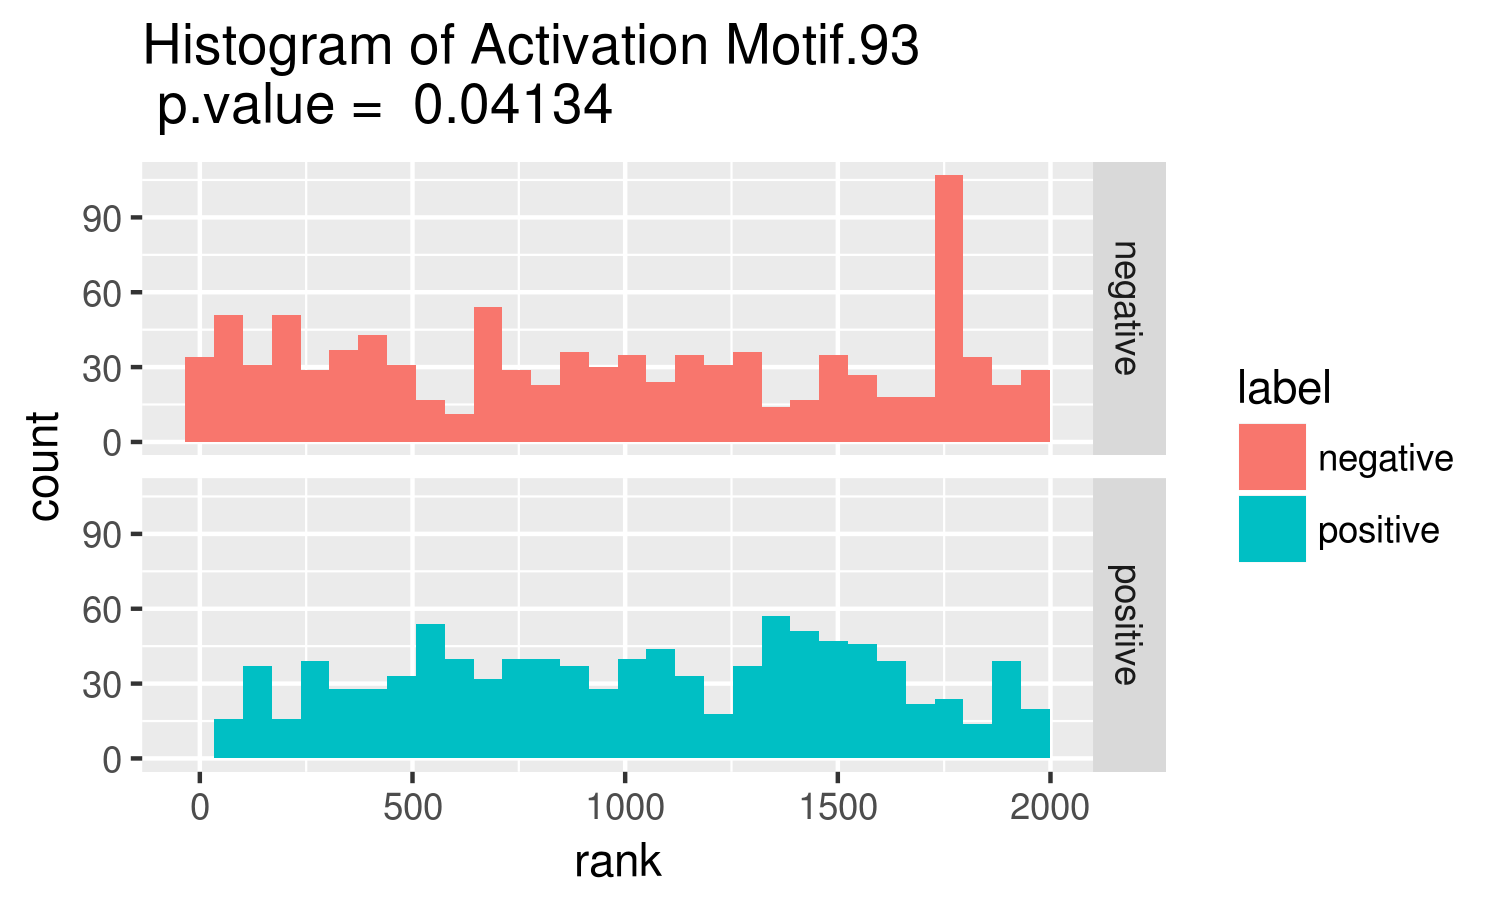 Histogram of Activation Motif.93
p.value =  0.04134
90
60
30
0
negative
90
60
30
0
positive
count
0 500 1000 1500 2000
rank
label
negative
positive